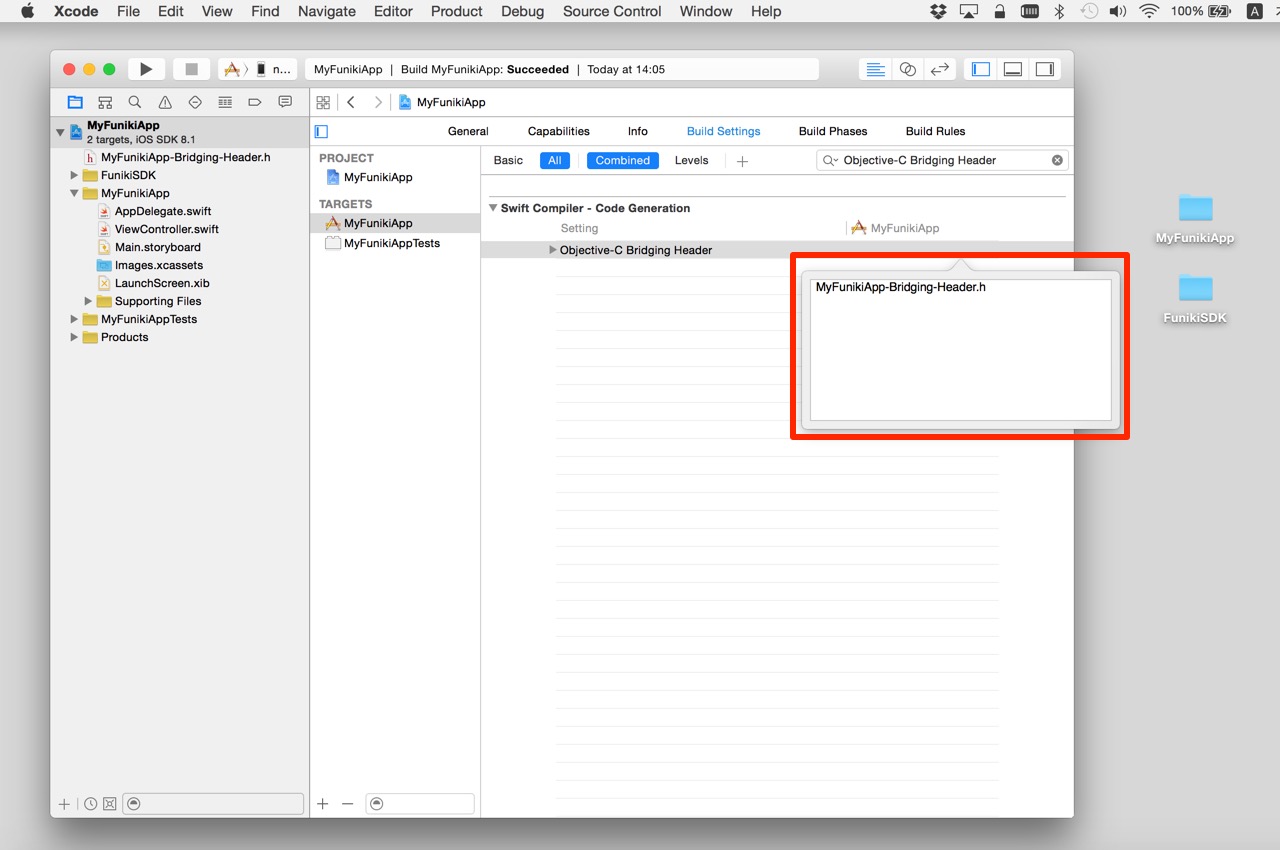 Xcode File Edit View Find Navigate Editor Product Debug Source Control Window Help 100% A
n... MyFunikiApp | Build MyFunikiApp: Succeeded | Today at 14:05
MyFunikiApp
MyFunikiApp
2 targets, iOS SDK 8.1
h MyFunikiApp-Bridging-Header.h
FunikiSDK
MyFunikiApp
AppDelegate.swift
ViewController.swift
Main.storyboard
Images.xcassets
LaunchScreen.xib
Supporting Files
MyFunikiAppTests
Products
General Capabilities Info Build Settings Build Phases Build Rules
PROJECT
MyFunikiApp
TARGETS
MyFunikiApp
MyFunikiAppTests
Basic All Combined Levels Objective-C Bridging Header
Swift Compiler - Code Generation
Setting MyFunikiApp
Objective-C Bridging Header
MyFunikiApp-Bridging-Header.h
MyFunikiApp
FunikiSDK